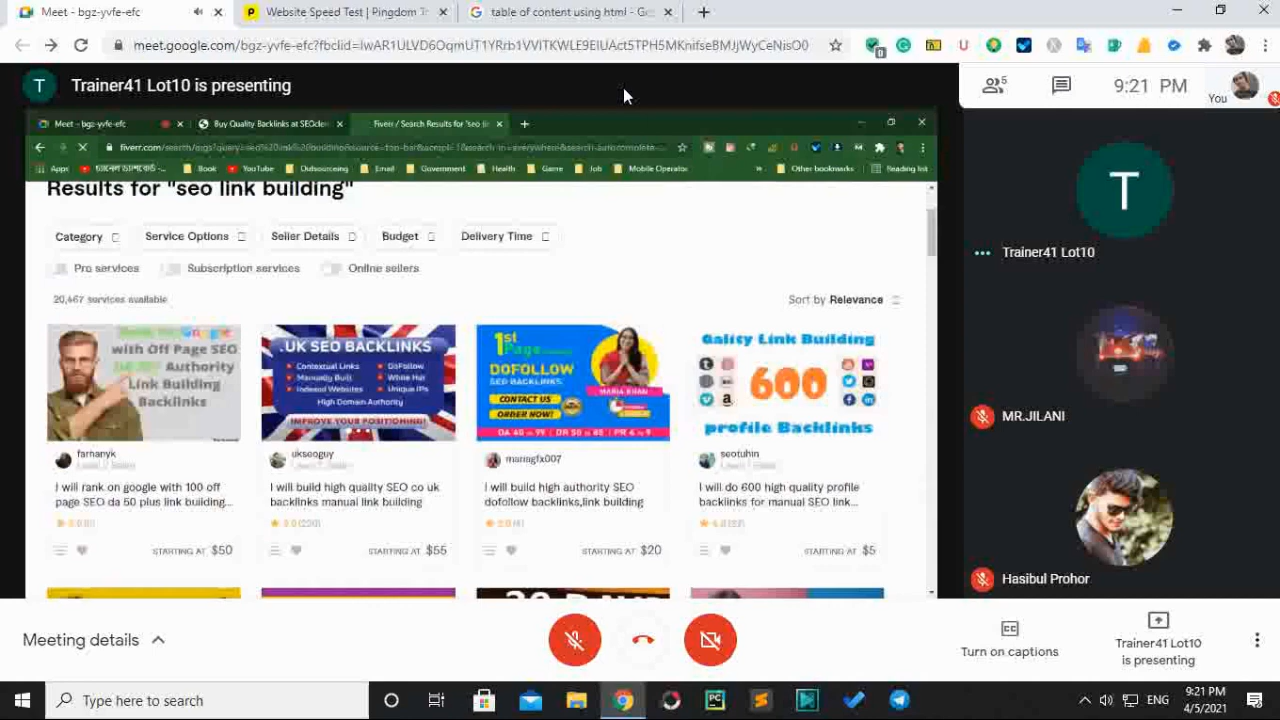 Meet - bgz-yvfe-efc
Website Speed Test | Pingdom T
table of content using html - Go
meet.google.com/bgz-yvfe-efc?fbclid=IwAR1ULVD6OqmUT1YRrb1VVITKWLE9EIUAct5TPH5MKnifseBMJjWyCeNisO0
T
Trainer41 Lot10 is presenting
5
9:21 PM
You
Meet - bgz-yvfe-efc
Buy Quality Backlinks at SEOcler
Fiverr / Search Results for "seo lin
Apps
Book
YouTube
Outsourcing
Email
Government
Health
Game
Job
Mobile Operator
Other bookmarks
Reading list
Results for "seo link building"
Category
Service Options
Seller Details
Budget
Delivery Time
Pro services
Subscription services
Online sellers
20,467 services available
Sort by Relevance
with Off Page SEO
Authority
Link Building
Backlinks
UK SEO BACKLINKS
Contextual Links
DoFollow
Manually Built
White Hat
Indexed Websites
Unique IPs
High Domain Authority
IMPROVE YOUR POSITIONING!
1st
Page
DOFOLLOW
SEO BACKLINKS
MARIA KHAN
CONTACT US
ORDER NOW!
Gality Link Building
600
profile Backlinks
farhanyk
ukseoguy
mariagfx007
seotuhin
I will rank on google with 100 off
page SEO da 50 plus link building...
I will build high quality SEO co uk
backlinks manual link building
I will build high authority SEO
dofollow backlinks,link building
I will do 600 high quality profile
backlinks for manual SEO link...
STARTING AT $50
STARTING AT $55
STARTING AT $20
STARTING AT $5
T
Trainer41 Lot10
MR.JILANI
Hasibul Prohor
Meeting details
Turn on captions
Trainer41 Lot10
is presenting
Type here to search
PC
ENG
9:21 PM
4/5/2021